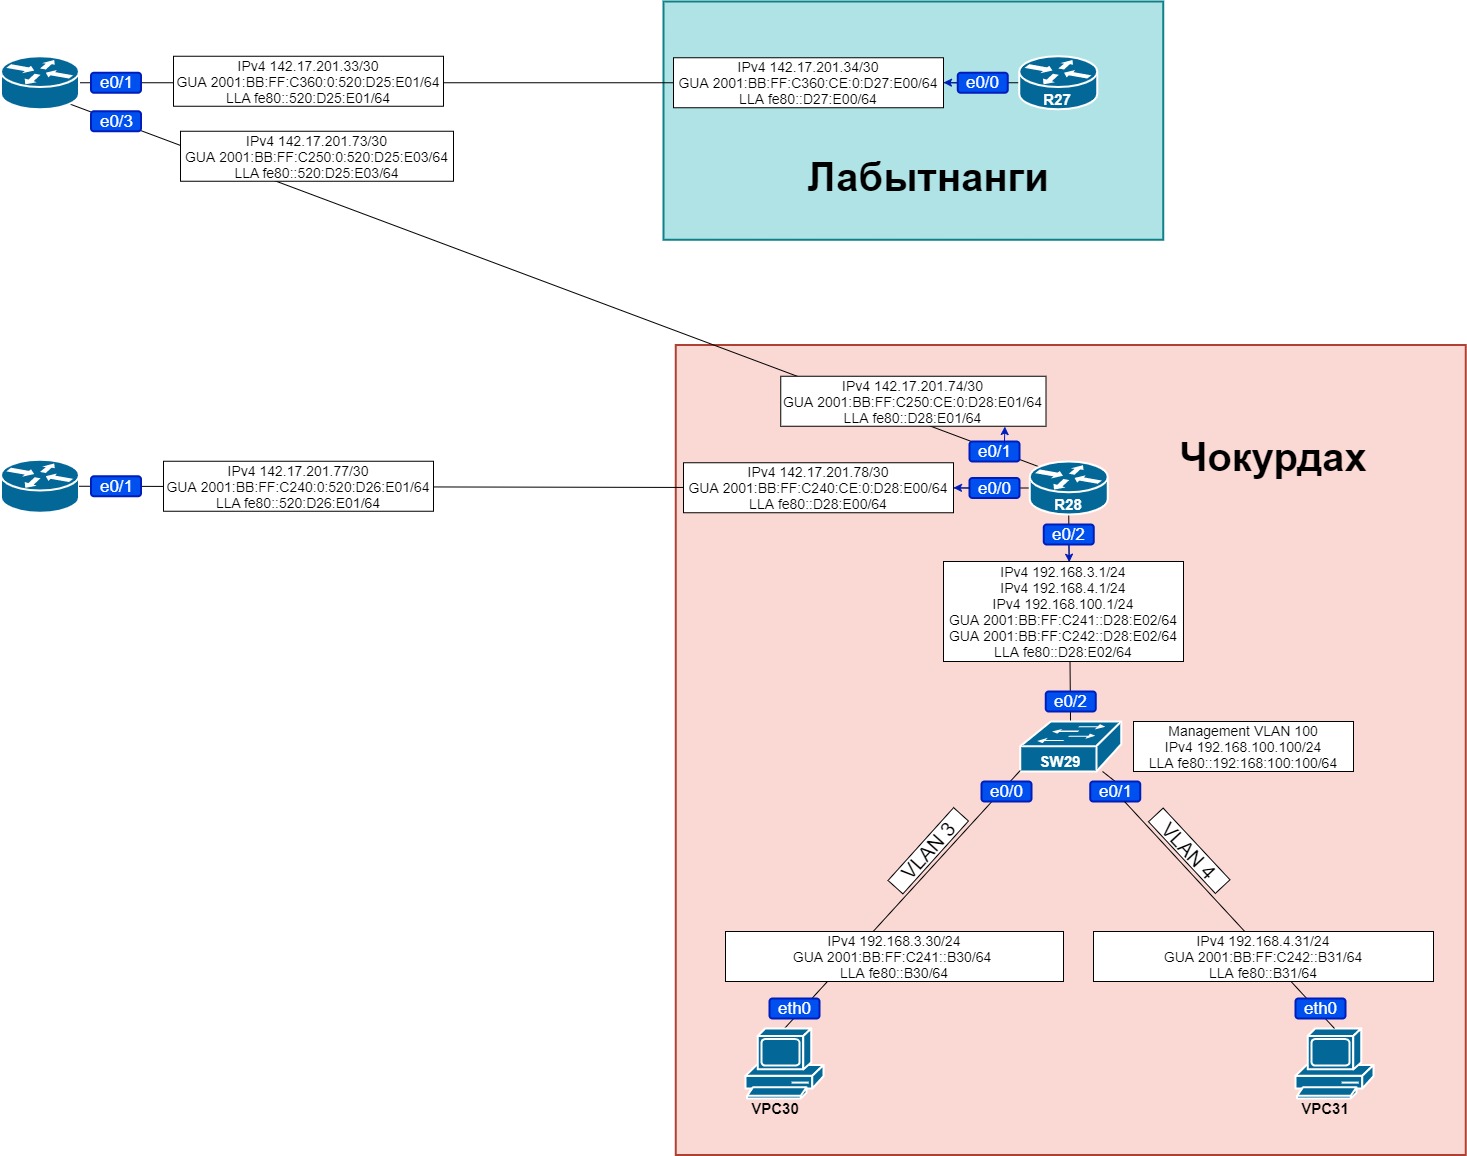 e0/1
IPv4 142.17.201.33/30
GUA 2001:BB:FF:C360:0:520:D25:E01/64
LLA fe80::520:D25:E01/64
IPv4 142.17.201.34/30
GUA 2001:BB:FF:C360:CE:0:D27:E00/64
LLA fe80::D27:E00/64
e0/0
R27
e0/3
IPv4 142.17.201.73/30
GUA 2001:BB:FF:C250:0:520:D25:E03/64
LLA fe80::520:D25:E03/64
Лабытнанги
IPv4 142.17.201.74/30
GUA 2001:BB:FF:C250:CE:0:D28:E01/64
LLA fe80::D28:E01/64
e0/1
Чокурдах
e0/1
IPv4 142.17.201.77/30
GUA 2001:BB:FF:C240:0:520:D26:E01/64
LLA fe80::520:D26:E01/64
IPv4 142.17.201.78/30
GUA 2001:BB:FF:C240:CE:0:D28:E00/64
LLA fe80::D28:E00/64
e0/0
R28
e0/2
IPv4 192.168.3.1/24
IPv4 192.168.4.1/24
IPv4 192.168.100.1/24
GUA 2001:BB:FF:C241::D28:E02/64
GUA 2001:BB:FF:C242::D28:E02/64
LLA fe80::D28:E02/64
e0/2
SW29
Management VLAN 100
IPv4 192.168.100.100/24
LLA fe80::192:168:100:100/64
e0/0
e0/1
VLAN 3
VLAN 4
IPv4 192.168.3.30/24
GUA 2001:BB:FF:C241::B30/64
LLA fe80::B30/64
IPv4 192.168.4.31/24
GUA 2001:BB:FF:C242::B31/64
LLA fe80::B31/64
eth0
eth0
VPC30
VPC31